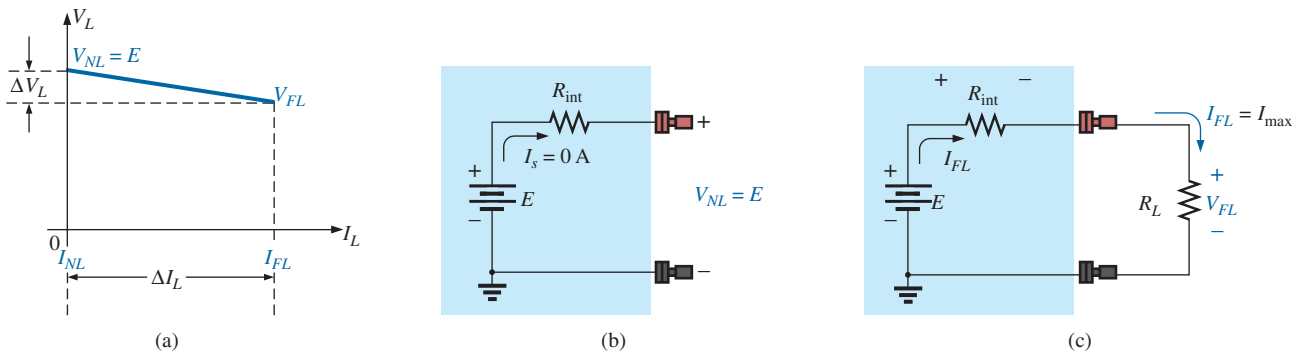 V_L
V_NL = E
ΔV_L
V_FL
0
I_L
I_NL
I_FL
ΔI_L
(a)
R_int
+
I_s = 0 A
+
E
V_NL = E
−
−
(b)
+ −
R_int
I_FL = I_max
I_FL
+
+
E
R_L
V_FL
−
−
(c)